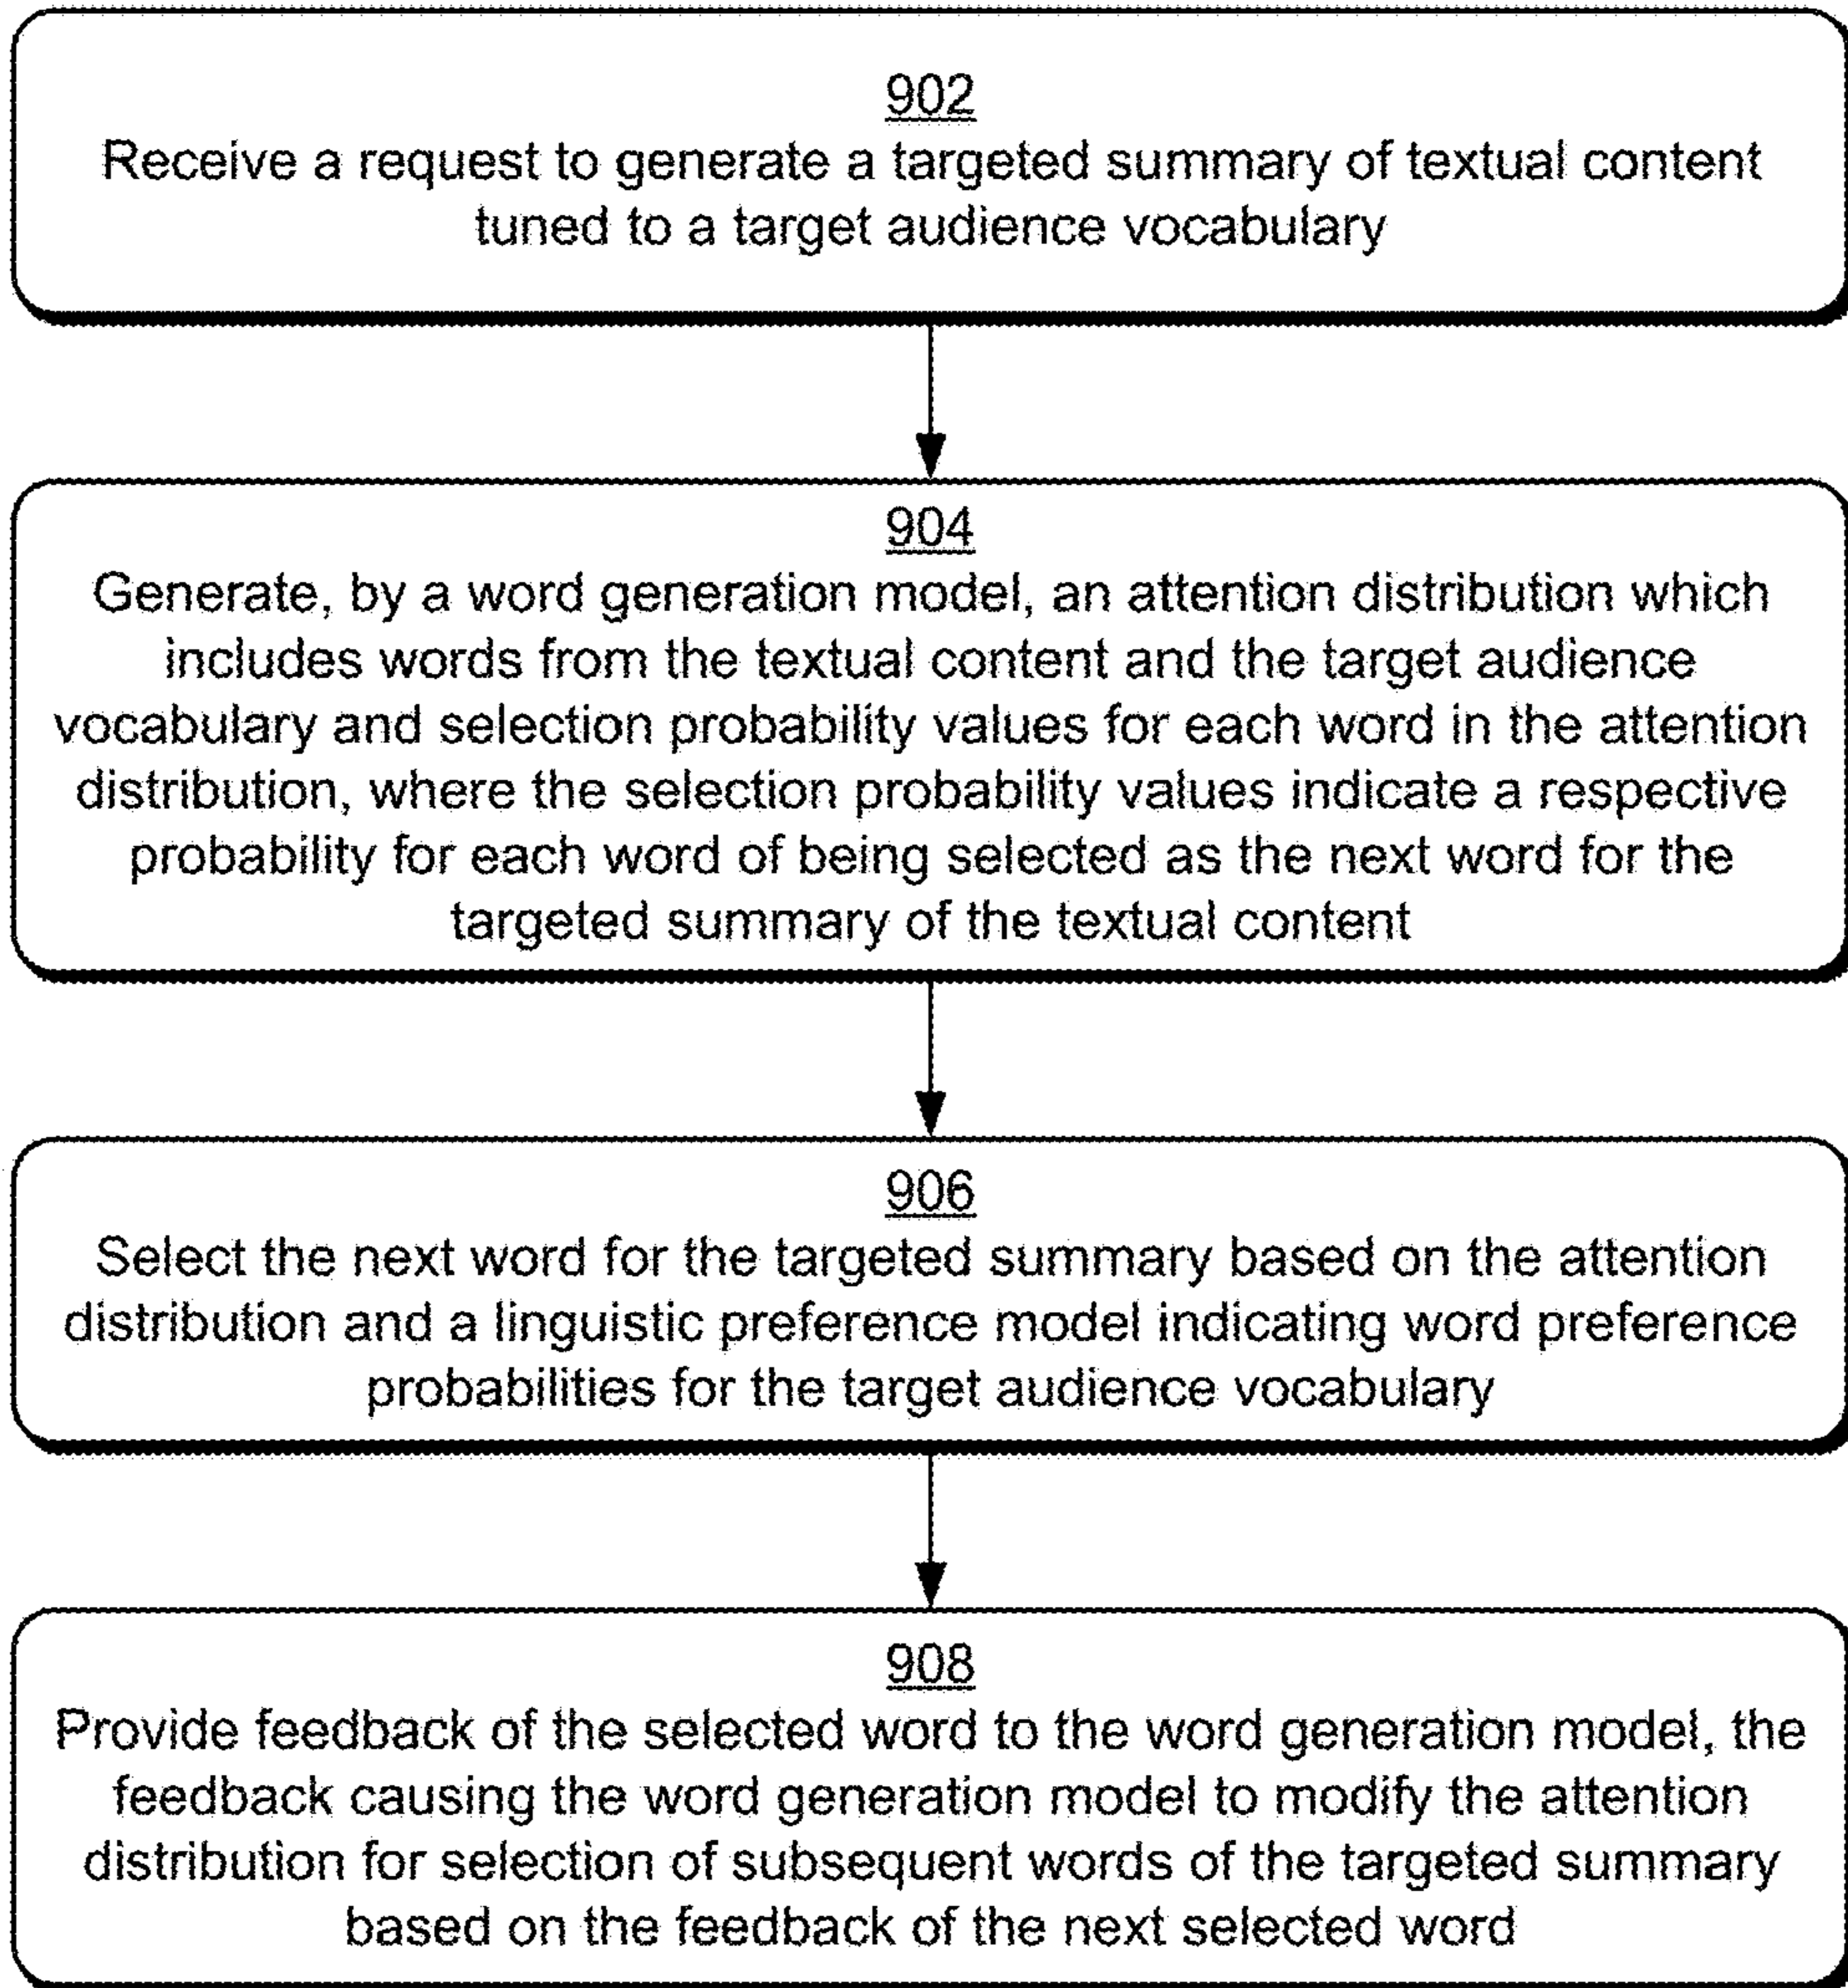 902
Receive a request to generate a targeted summary of textual content
tuned to a target audience vocabulary
904
Generate, by a word generation model, an attention distribution which
includes words from the textual content and the target audience
vocabulary and selection probability values for each word in the attention
distribution, where the selection probability values indicate a respective
probability for each word of being selected as the next word for the
targeted summary of the textual content
906
Select the next word for the targeted summary based on the attention
distribution and a linguistic preference model indicating word preference
probabilities for the target audience vocabulary
908
Provide feedback of the selected word to the word generation model, the
feedback causing the word generation model to modify the attention
distribution for selection of subsequent words of the targeted summary
based on the feedback of the next selected word